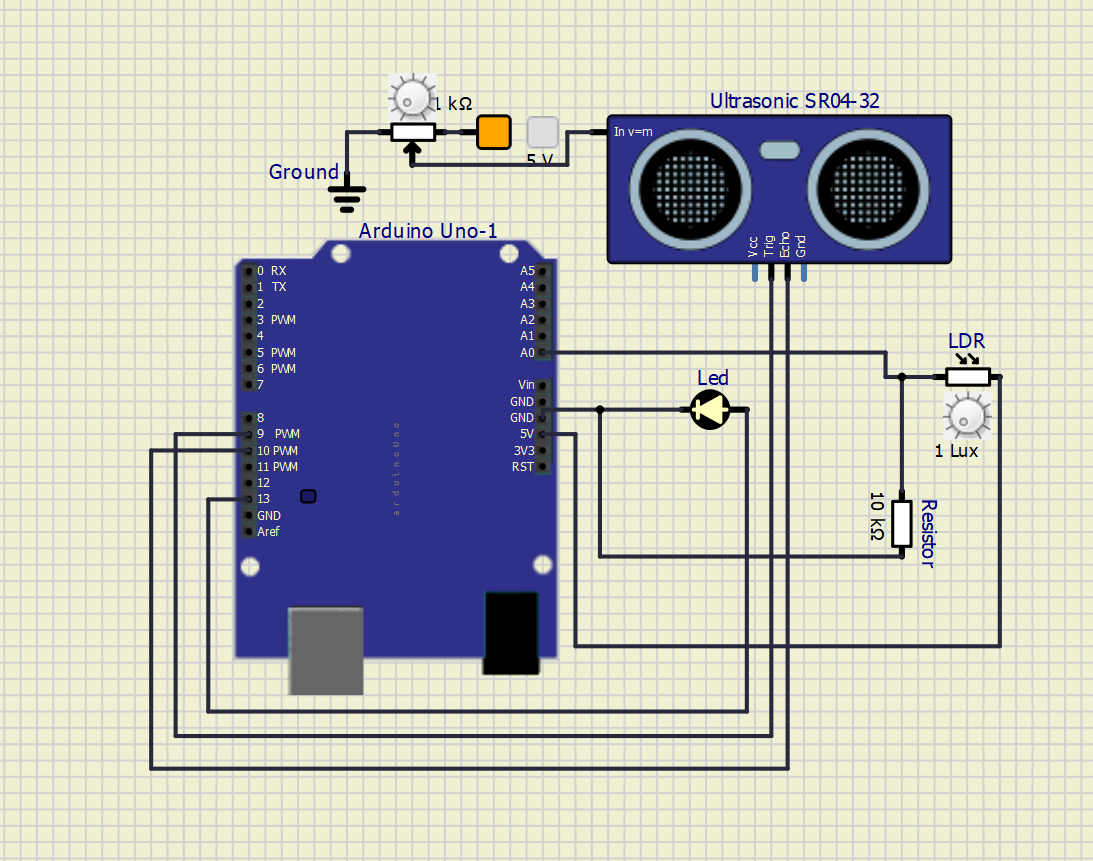 1 kΩ
Ultrasonic SR04-32
In v=m
5 V
Ground
Vcc
Trig
Echo
Gnd
Arduino Uno-1
0 RX
1 TX
2
3 PWM
4
5 PWM
6 PWM
7
8
9 PWM
10 PWM
11 PWM
12
13
GND
Aref
A5
A4
A3
A2
A1
A0
Vin
GND
GND
5V
3V3
RST
arduinoUno
Led
LDR
1 Lux
10 kΩ
Resistor